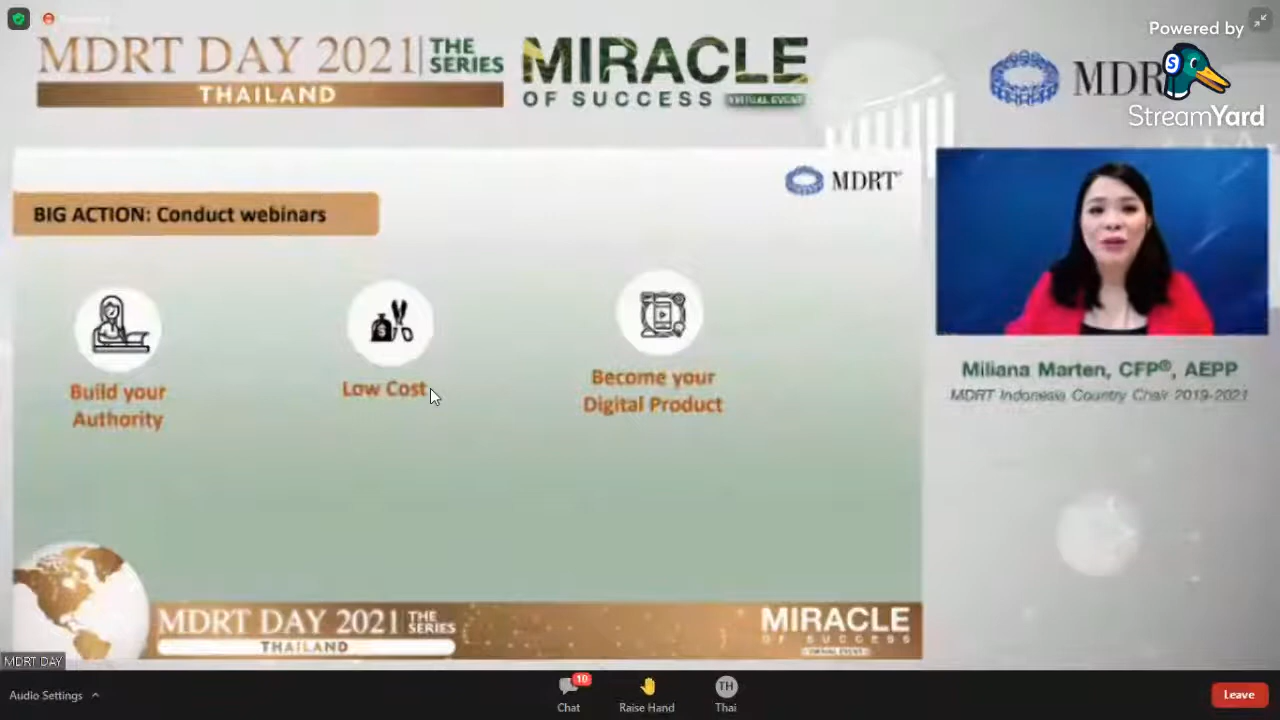 Powered by
StreamYard
MDRT DAY 2021 THE SERIES
THAILAND
MIRACLE
OF SUCCESS VIRTUAL EVENT
MDRT
BIG ACTION: Conduct webinars
Build your
Authority
Low Cost
Become your
Digital Product
Miliana Marten, CFP®, AEPP
MDRT Indonesia Country Chair 2019-2021
MDRT DAY 2021 THE SERIES
THAILAND
MIRACLE
OF SUCCESS
VIRTUAL EVENT
MDRT DAY
Audio Settings
10
Chat
Raise Hand
TH
Thai
Leave